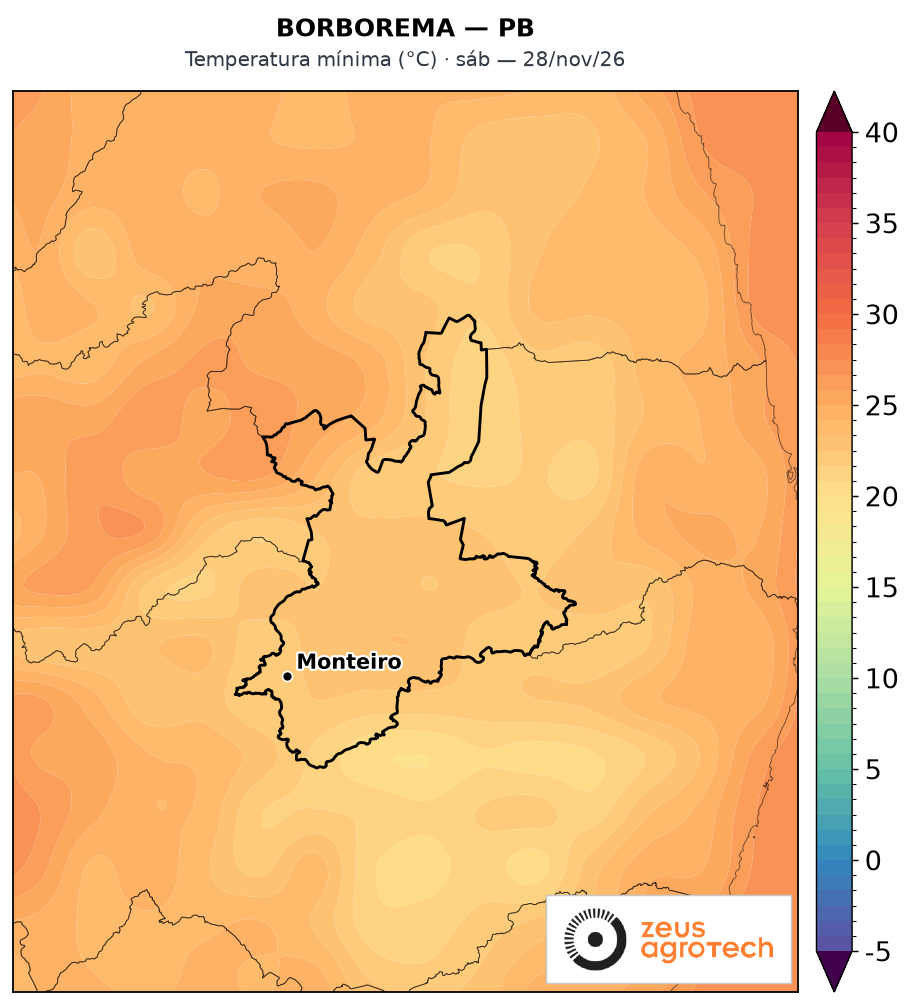 BORBOREMA — PB
Temperatura mínima (°C) · sáb — 28/nov/26
40
35
30
25
20
15
10
5
0
-5
Monteiro
zeus
agrotech